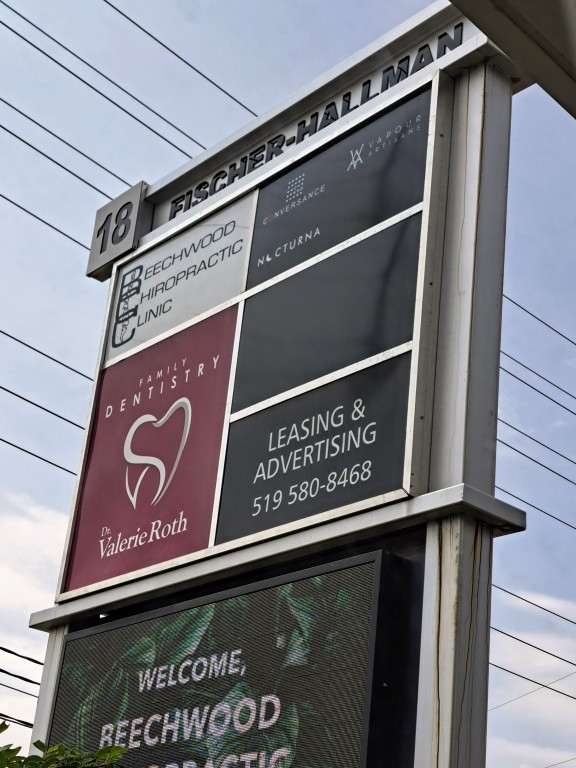 18 FISCHER-HALLMAN
BEECHWOOD
CHIROPRACTIC
CLINIC
CONVERSANCE
VAPOUR
ARTISANS
NOCTURNA
FAMILY
DENTISTRY
Dr.
Valerie Roth
LEASING &
ADVERTISING
519 580-8468
WELCOME,
BEECHWOOD
CHIROPRACTIC